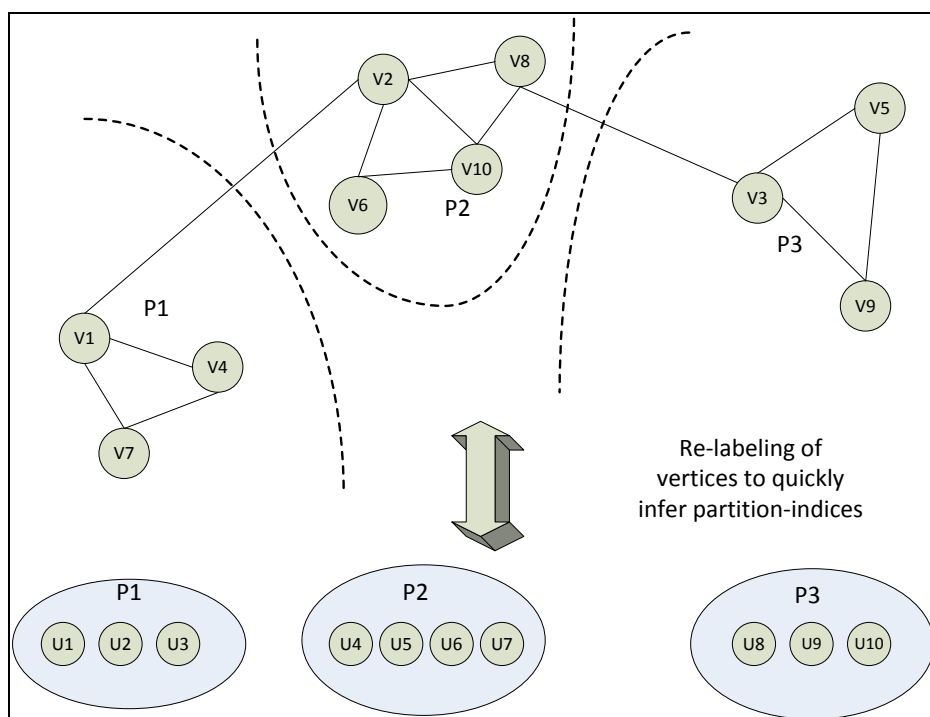 V8
V2
V5
V10
V6
V3
P2
P3
V9
P1
V1
V4
V7
Re-labeling of
vertices to quickly
infer partition-indices
P1
U1 U2 U3
P2
U4 U5 U6 U7
P3
U8 U9 U10